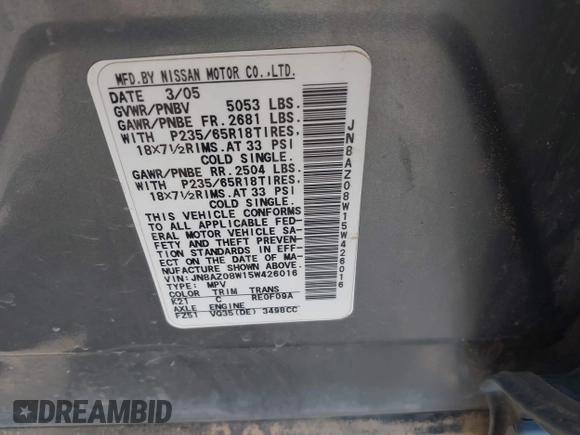 MFD.BY NISSAN MOTOR CO.,LTD.
DATE 3/05
GVWR/PNBV 5053 LBS.
GAWR/PNBE FR. 2681 LBS.
WITH P235/65R18TIRES,
18X7½RIMS.AT 33 PSI
COLD SINGLE.
GAWR/PNBE RR. 2504 LBS.
WITH P235/65R18TIRES,
18X7½RIMS.AT 33 PSI
COLD SINGLE.
THIS VEHICLE CONFORMS
TO ALL APPLICABLE FED-
ERAL MOTOR VEHICLE SA-
FETY AND THEFT PREVEN-
TION STANDARDS IN EFF-
ECT ON THE DATE OF MA-
NUFACTURE SHOWN ABOVE.
VIN:JN8AZ08W15W426016
TYPE: MPV
COLOR TRIM TRANS
K21 C RE0F09A
AXLE ENGINE
FZ51 VQ35(DE) 3498CC
JN8AZ08W15W426016
DREAMBID